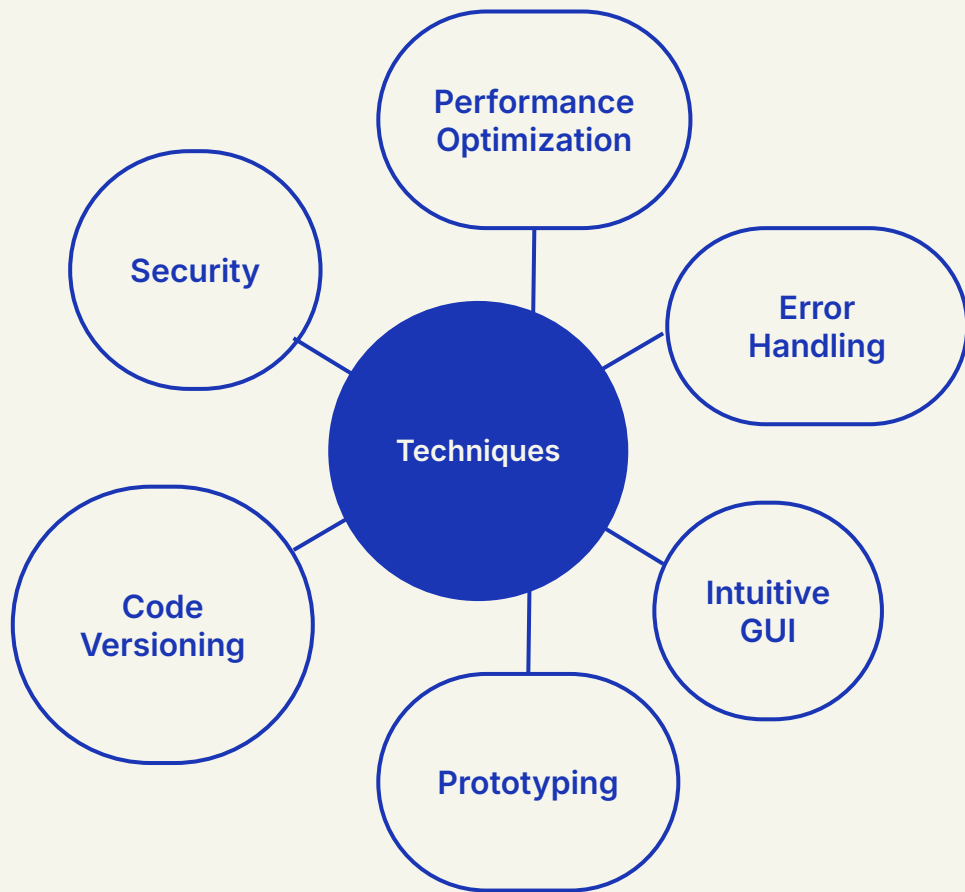 Performance
Optimization
Security
Error
Handling
Techniques
Code
Versioning
Intuitive
GUI
Prototyping